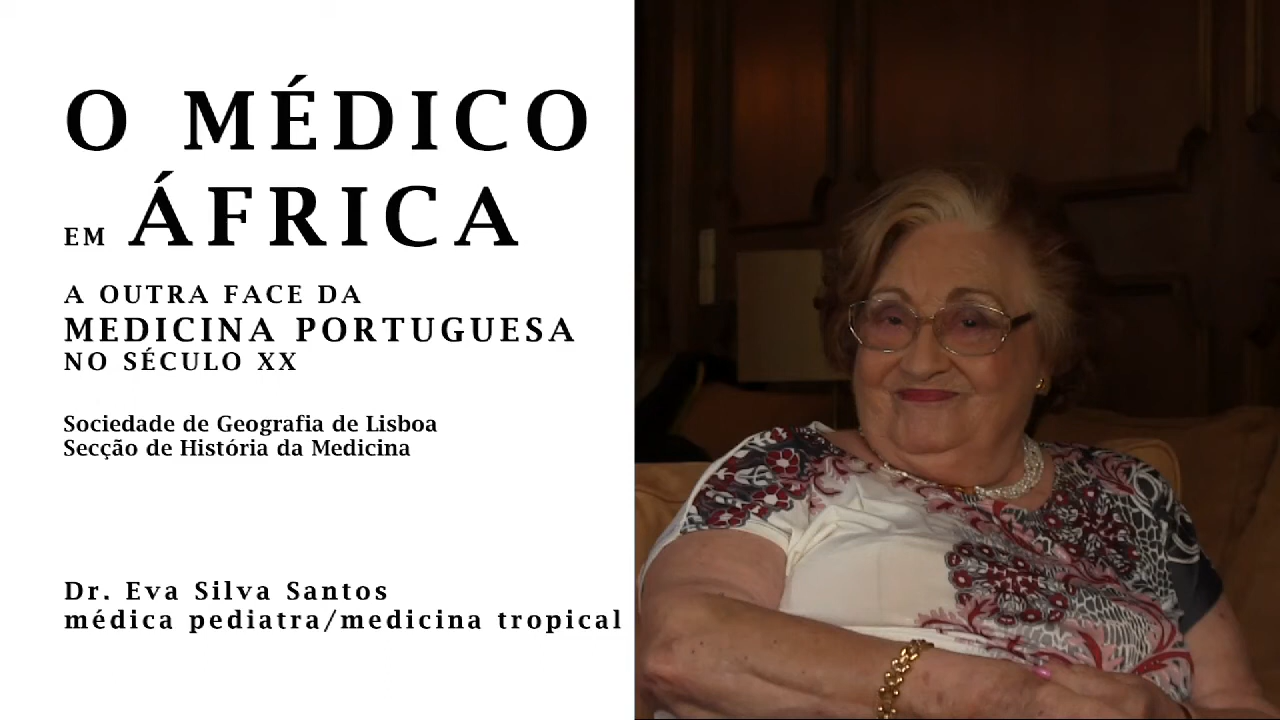 O MÉDICO
EM ÁFRICA
A OUTRA FACE DA
MEDICINA PORTUGUESA
NO SÉCULO XX
Sociedade de Geografia de Lisboa
Secção de História da Medicina
Dr. Eva Silva Santos
médica pediatra/medicina tropical